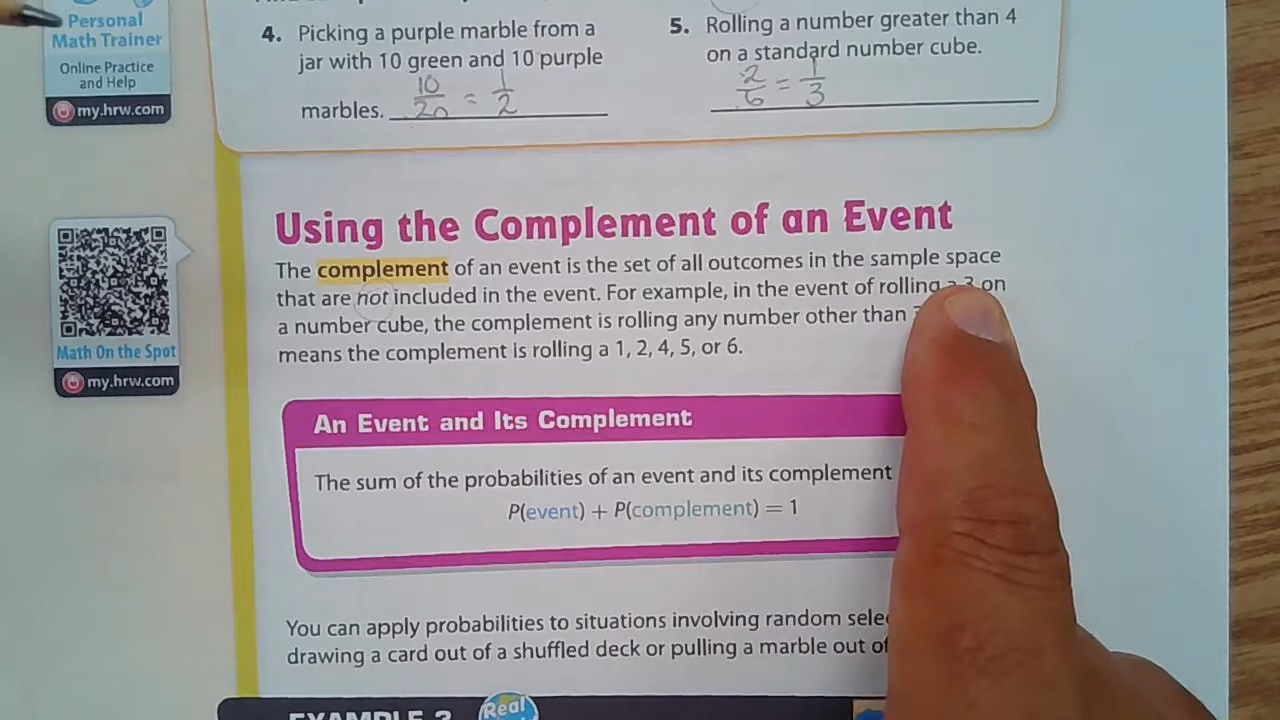 Personal
Math Trainer
Online Practice
and Help
my.hrw.com
4. Picking a purple marble from a
jar with 10 green and 10 purple
marbles. 10/20 = 1/2
5. Rolling a number greater than 4
on a standard number cube.
2/6 = 1/3
Using the Complement of an Event
The complement of an event is the set of all outcomes in the sample space
that are not included in the event. For example, in the event of rolling a 3 on
a number cube, the complement is rolling any number other than
means the complement is rolling a 1, 2, 4, 5, or 6.
Math On the Spot
my.hrw.com
An Event and Its Complement
The sum of the probabilities of an event and its complement
P(event) + P(complement) = 1
You can apply probabilities to situations involving random
drawing a card out of a shuffled deck or pulling a marble out of
EXAMPLE
Real